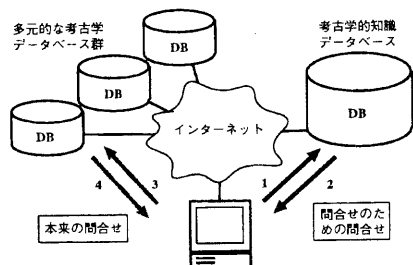 多元的な考古学
データベース群
DB
DB
DB
考古学的知識
データベース
DB
インターネット
4
3
1
2
本来の問合せ
問合せのた
めの問合せ